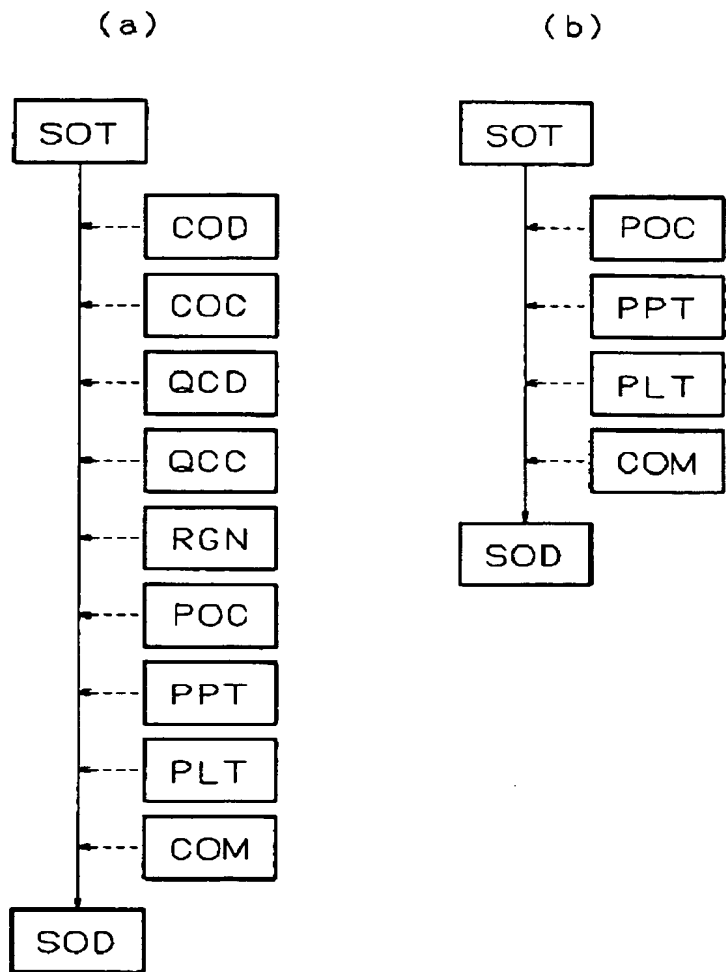 (a)
SOT
COD
COC
QCD
QCC
RGN
POC
PPT
PLT
COM
SOD
(b)
SOT
POC
PPT
PLT
COM
SOD